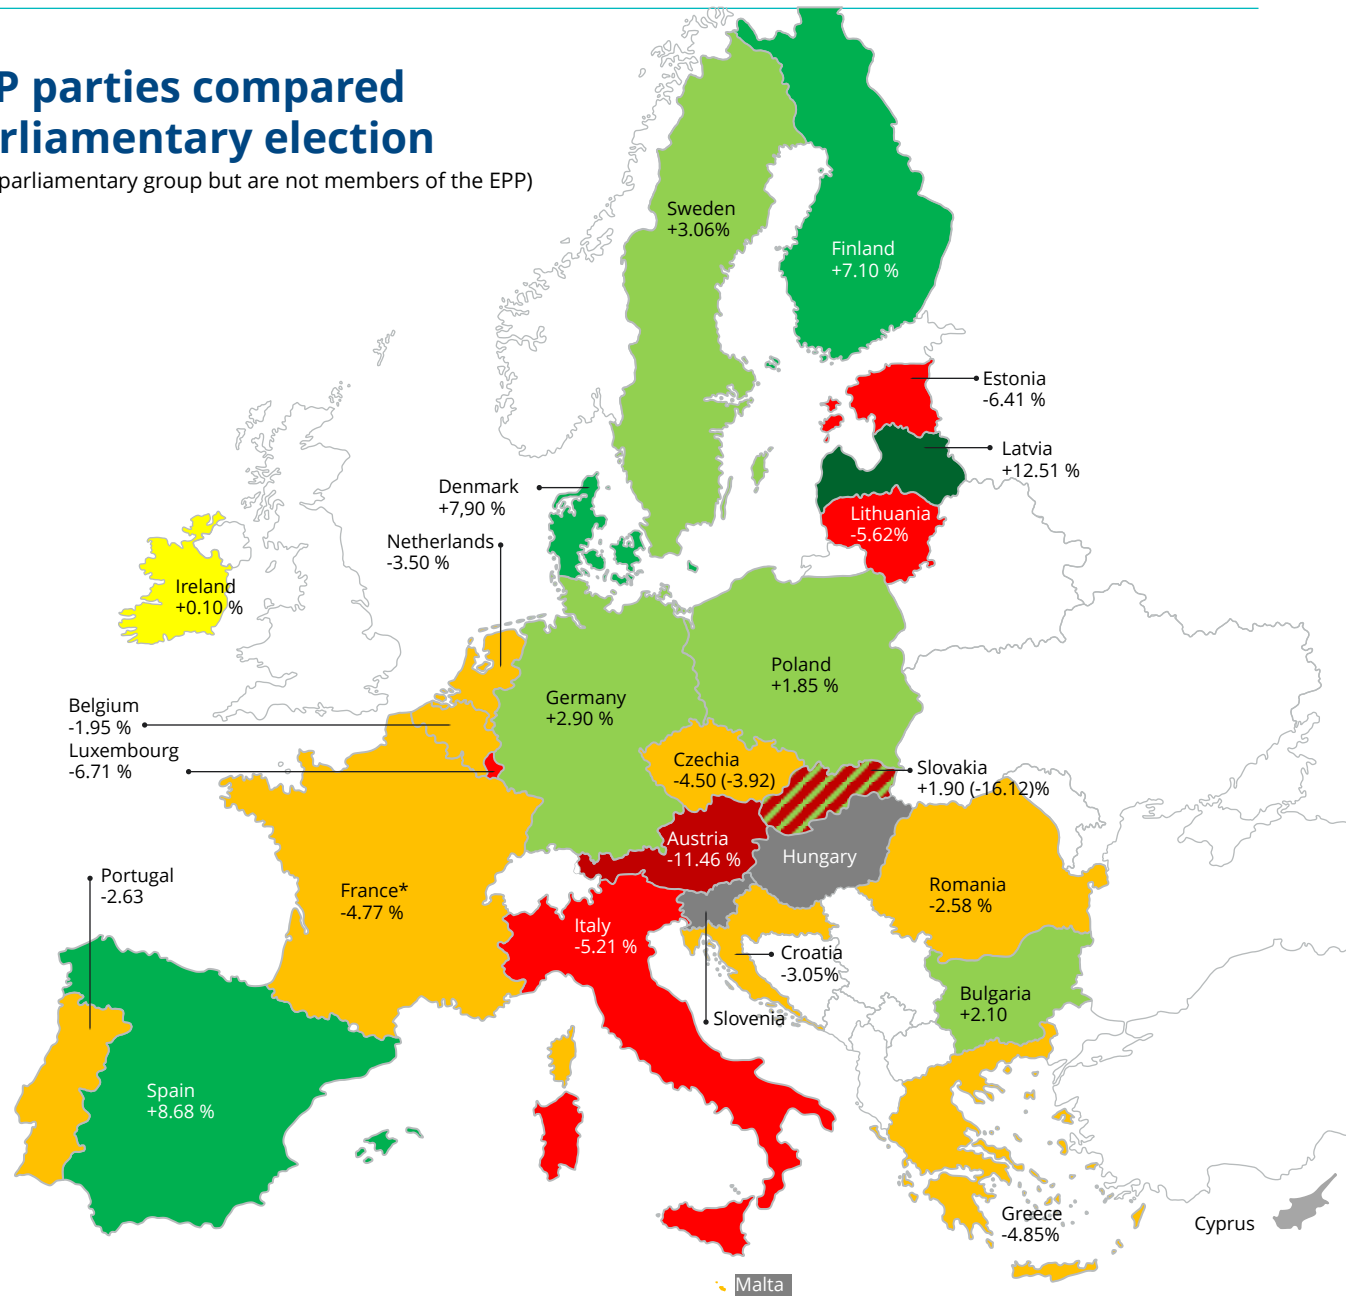 P parties compared
rliamentary election
parliamentary group but are not members of the EPP)
Sweden
+3.06%
Finland
+7.10 %
Estonia
-6.41 %
Latvia
+12.51 %
Lithuania
-5.62%
Denmark
+7,90 %
Netherlands
-3.50 %
Ireland
+0.10 %
Poland
+1.85 %
Germany
+2.90 %
Belgium
-1.95 %
Luxembourg
-6.71 %
Czechia
-4.50 (-3.92)
Slovakia
+1.90 (-16.12)%
Austria
-11.46 %
Hungary
Portugal
-2.63
France*
-4.77 %
Romania
-2.58 %
Italy
-5.21 %
Croatia
-3.05%
Bulgaria
+2.10
Slovenia
Spain
+8.68 %
Greece
-4.85%
Cyprus
Malta